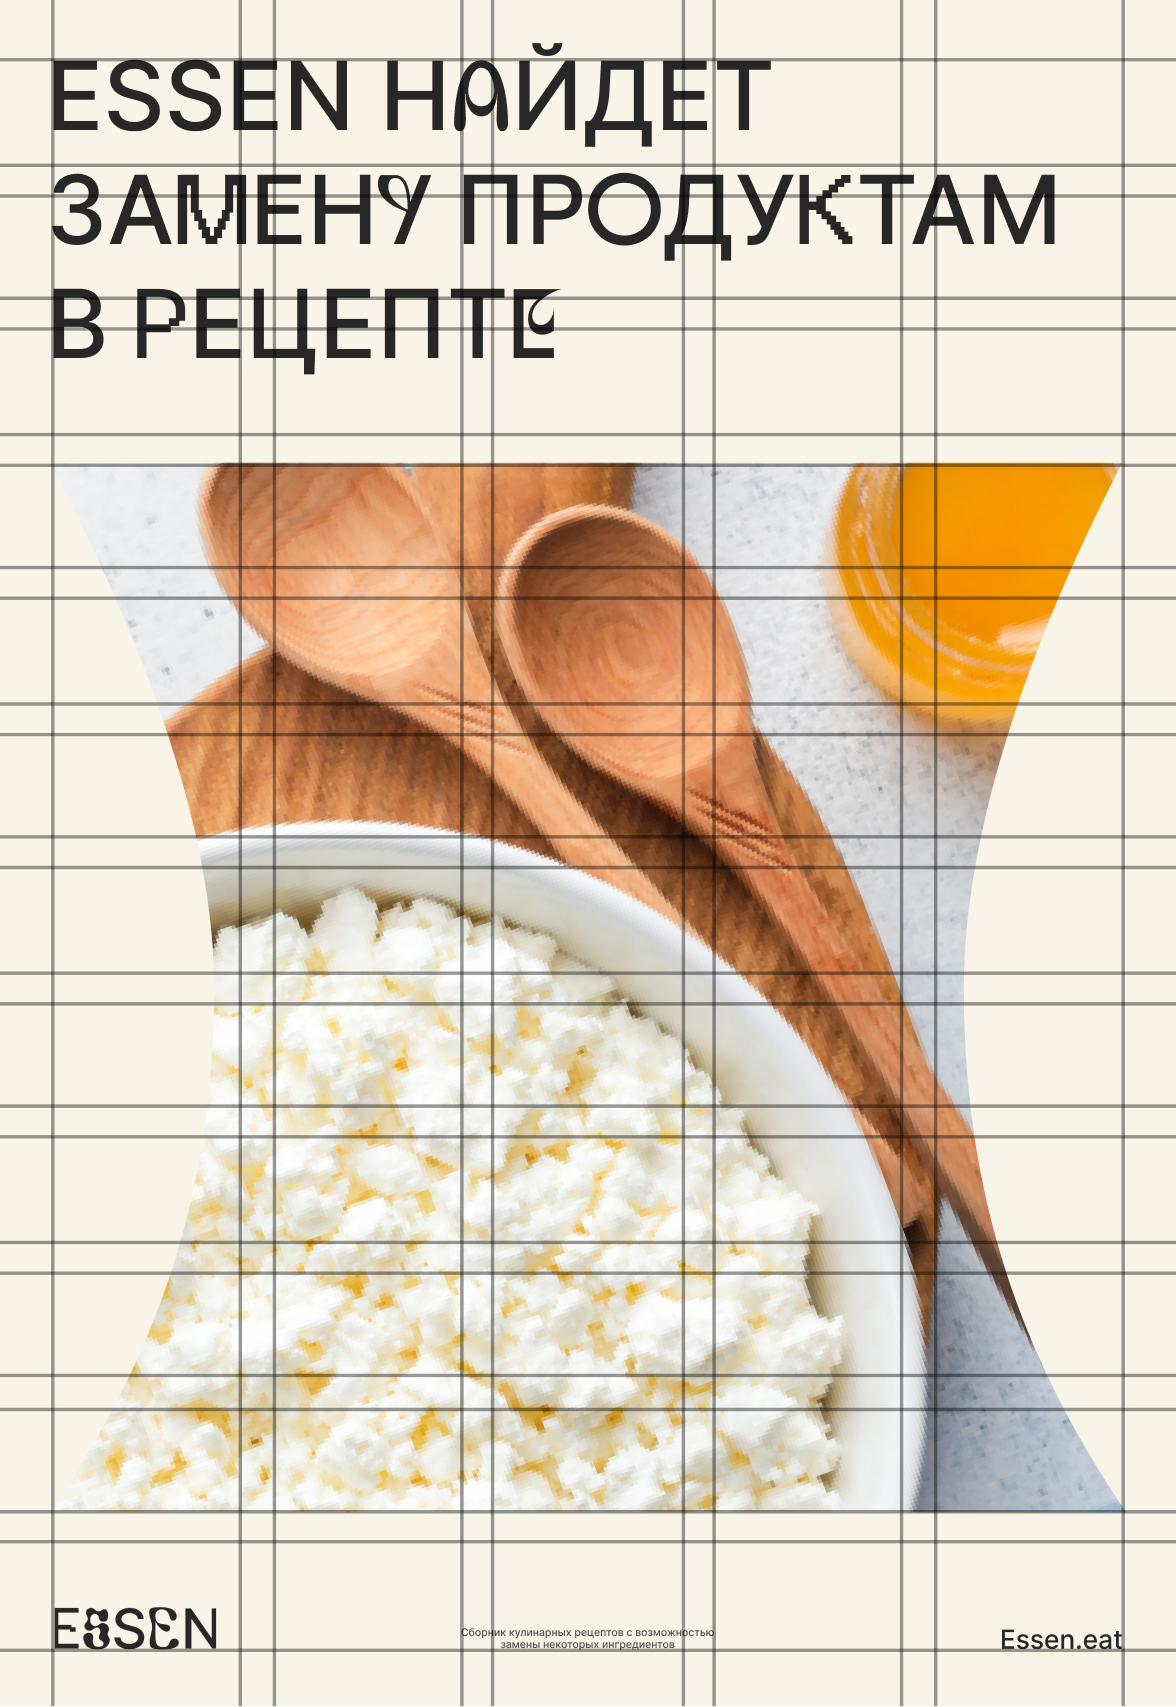 ESSEN НАЙДЕТ
ЗАМЕНУ ПРОДУКТАМ
В РЕЦЕПТЕ
ESSEN
Сборник кулинарных рецептов с возможностью
замены некоторых ингредиентов
Essen.eat